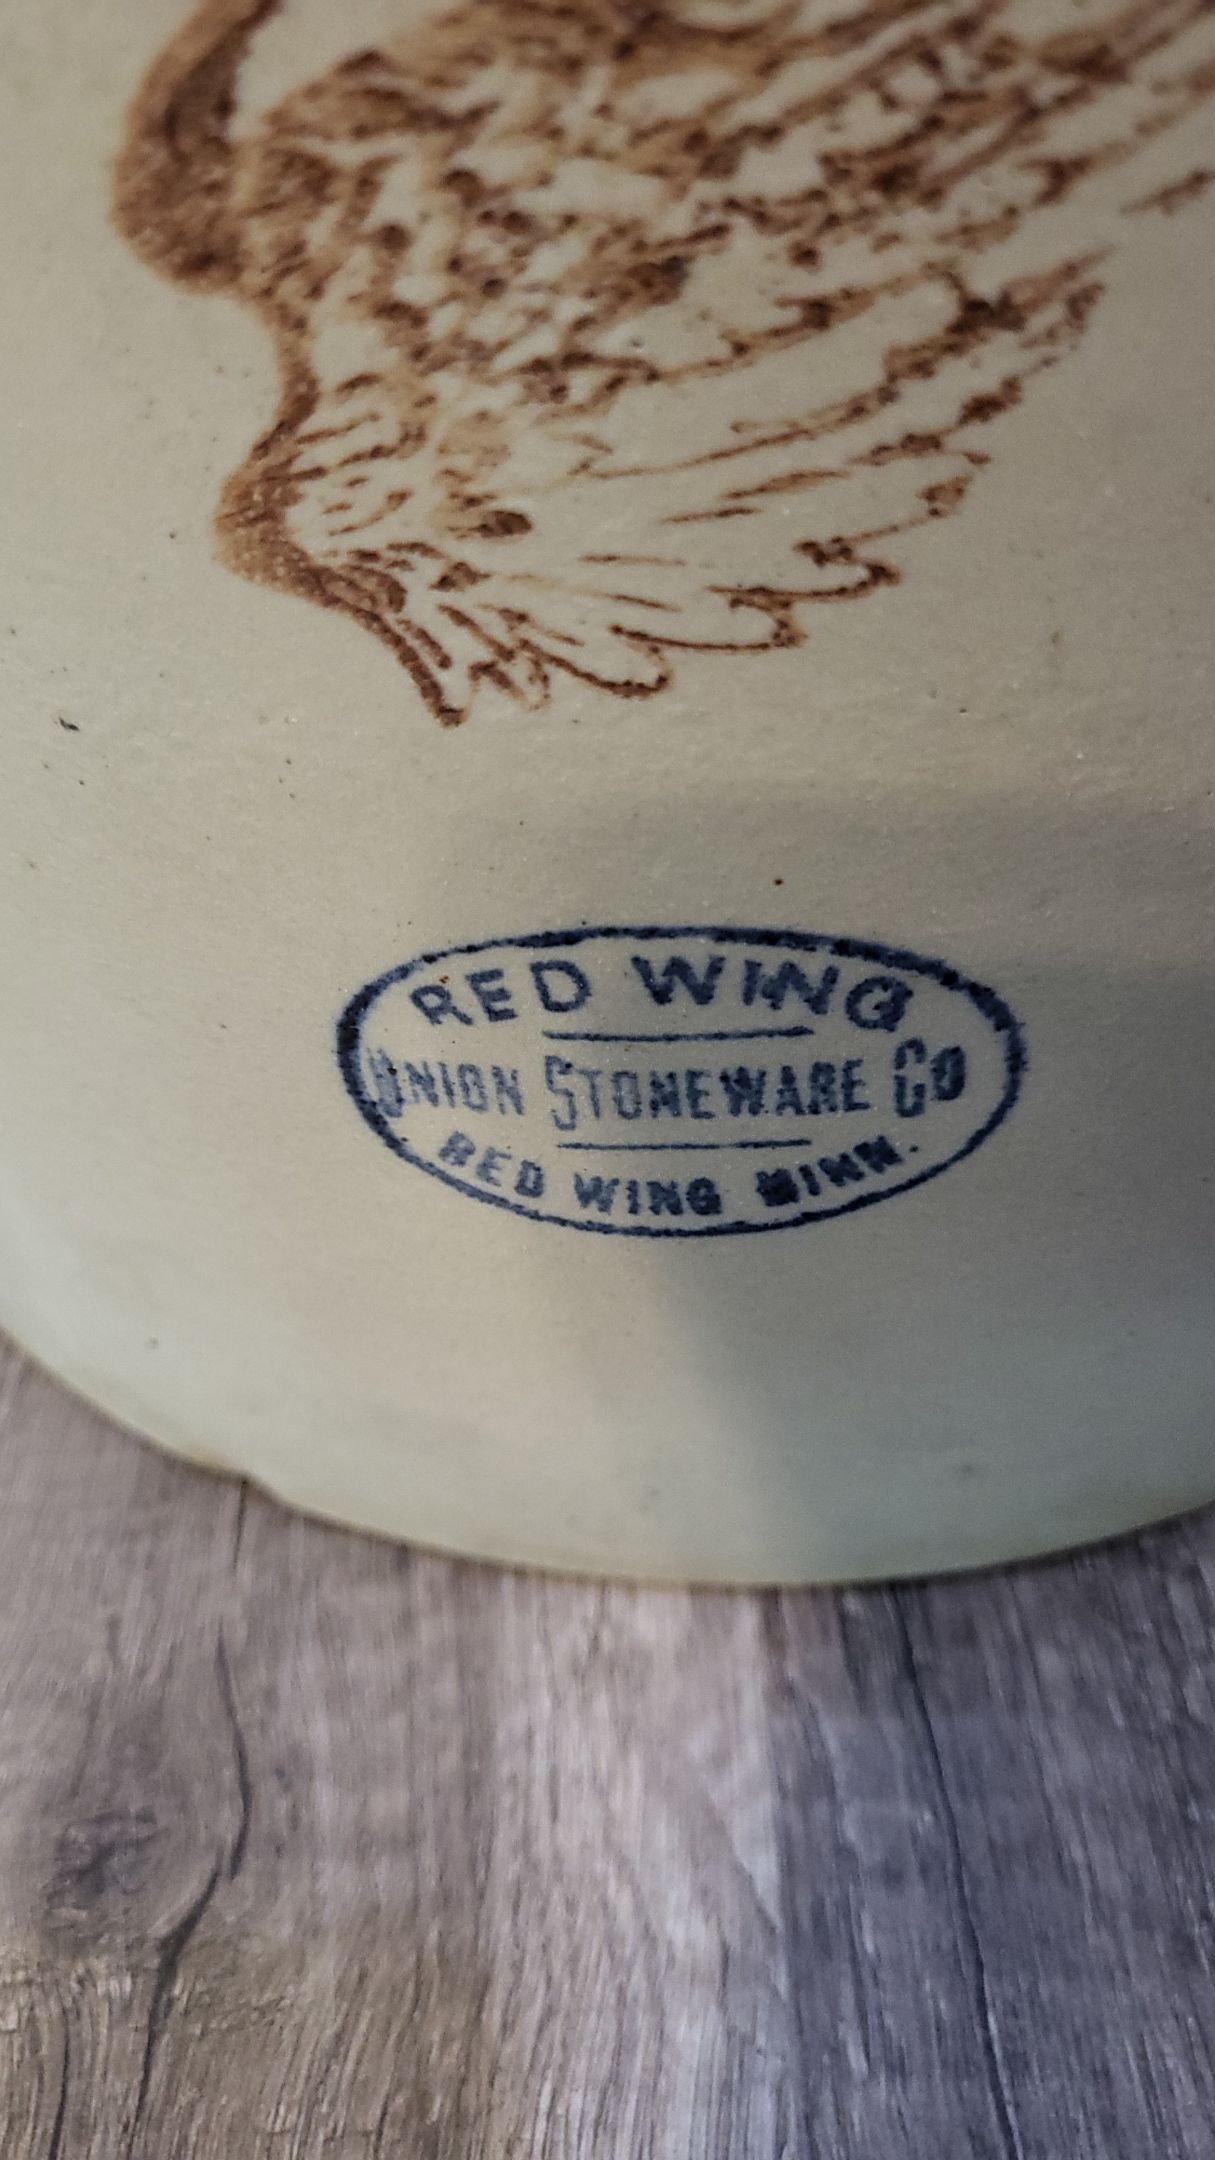 RED WING
UNION STONEWARE CO
RED WING MINN.